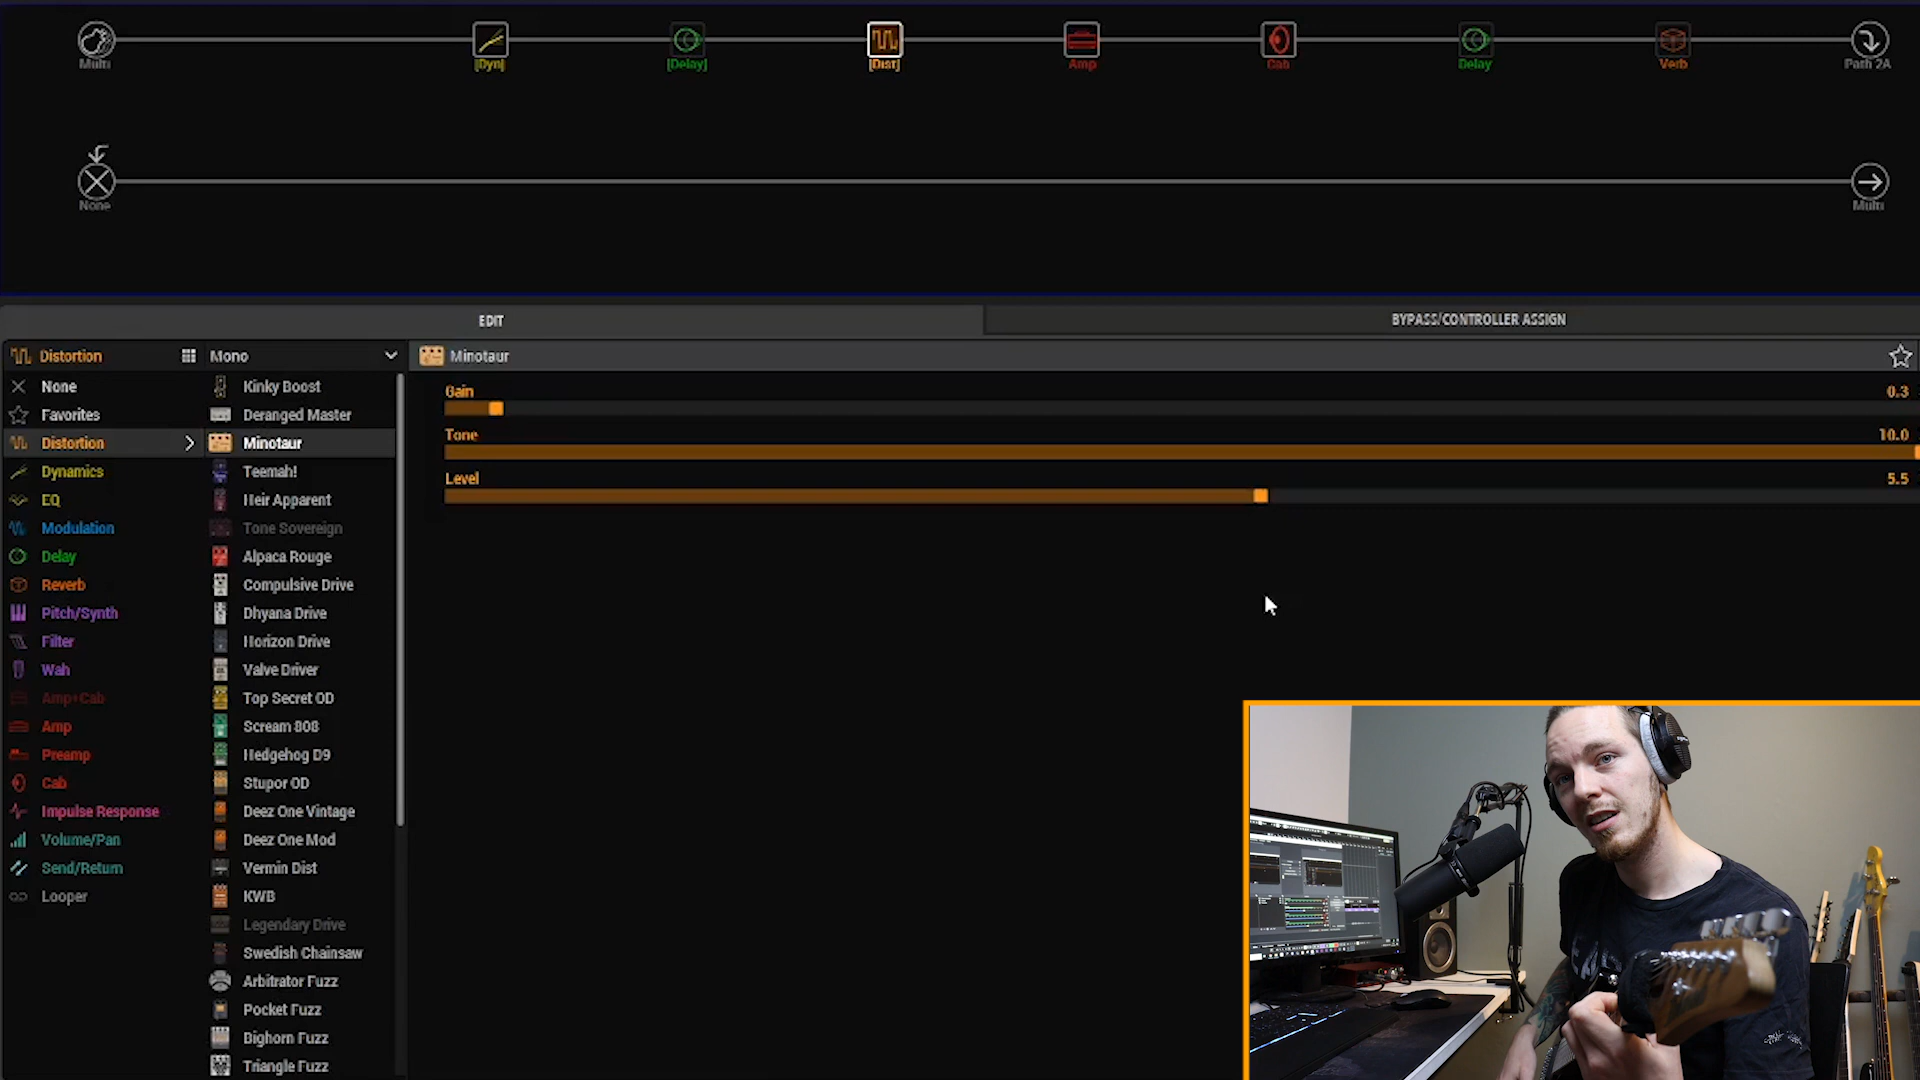 Multi
[Dyn]
[Delay]
[Dist]
Amp
Cab
Delay
Verb
Path 2A
None
Multi
EDIT
BYPASS/CONTROLLER ASSIGN
Distortion
Mono
Minotaur
None
Favorites
Distortion
Dynamics
EQ
Modulation
Delay
Reverb
Pitch/Synth
Filter
Wah
Amp+Cab
Amp
Preamp
Cab
Impulse Response
Volume/Pan
Send/Return
Looper
Kinky Boost
Deranged Master
Minotaur
Teemah!
Heir Apparent
Tone Sovereign
Alpaca Rouge
Compulsive Drive
Dhyana Drive
Horizon Drive
Valve Driver
Top Secret OD
Scream 808
Hedgehog D9
Stupor OD
Deez One Vintage
Deez One Mod
Vermin Dist
KWB
Legendary Drive
Swedish Chainsaw
Arbitrator Fuzz
Pocket Fuzz
Bighorn Fuzz
Triangle Fuzz
Gain 0.3
Tone 10.0
Level 5.5